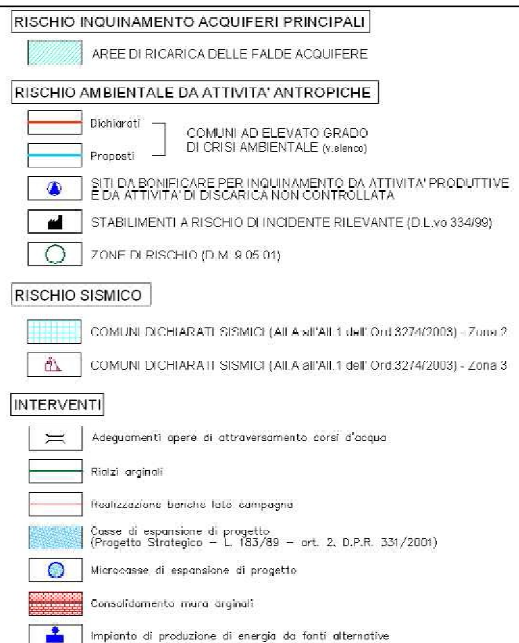 RISCHIO INQUINAMENTO ACQUIFERI PRINCIPALI
AREE DI RICARICA DELLE FALDE ACQUIFERE
RISCHIO AMBIENTALE DA ATTIVITA' ANTROPICHE
Dichiarati
Proposti
COMUNI AD ELEVATO GRADO
DI CRISI AMBIENTALE (v.elenco)
SITI DA BONIFICARE PER INQUINAMENTO DA ATTIVITA' PRODUTTIVE
E DA ATTIVITA' DI DISCARICA NON CONTROLLATA
STABILIMENTI A RISCHIO DI INCIDENTE RILEVANTE (D.L.vo 334/99)
ZONE DI RISCHIO (D.M. 9.05.01)
RISCHIO SISMICO
COMUNI DICHIARATI SISMICI (All.A all'All.1 dell' Ord.3274/2003) - Zona 2
COMUNI DICHIARATI SISMICI (All.A all'All.1 dell' Ord.3274/2003) - Zona 3
INTERVENTI
Adeguamenti opere di attraversamento corsi d'acqua
Rialzi arginali
Realizzazione banche lato campagna
Casse di espansione di progetto
(Progetto Strategico – L. 183/89 – art. 2, D.P.R. 331/2001)
Microcasse di espansione di progetto
Consolidamento mura arginali
Impianto di produzione di energia da fonti alternative